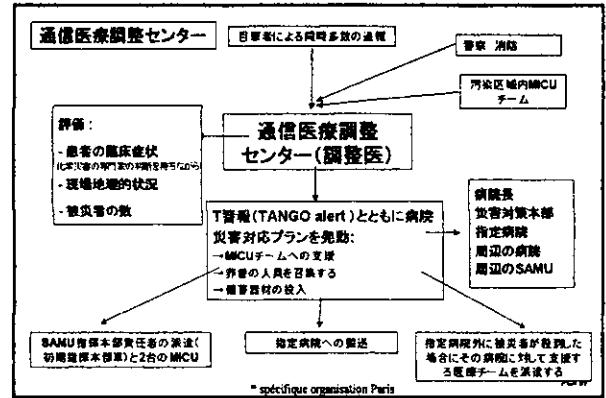 通信医療調整センター
目撃者による同時多数の通報
警察 消防
汚染区域内MICU
チーム
評価:
- 患者の臨床症状
- 現場地理的状況
- 被災者の数
通信医療調整
センター(調整医)
T警報(TANGO alert)とともに病院
災害対応プランを発動:
→MICUチームへの支援
→非番の人員を召集する
→備蓄器材の投入
病院長
災害対策本部
指定病院
周辺の病院
周辺のSAMU
SAMU指揮本部責任者の派遣(
初期指揮本部車)と2台のMICU
指定病院への搬送
指定病院外に被災者が殺到した
場合にその病院に対して支援す
る医療チームを派遣する
* spécifique organisation Paris